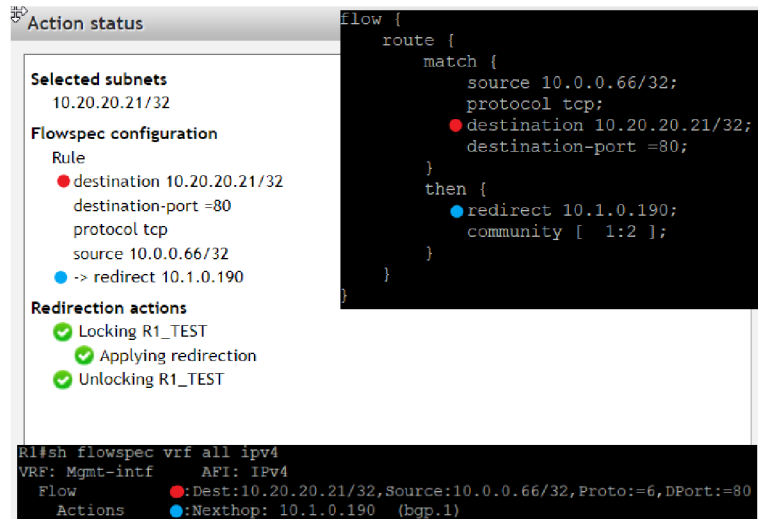 Action status
Selected subnets
10.20.20.21/32
Flowspec configuration
Rule
destination 10.20.20.21/32
destination-port =80
protocol tcp
source 10.0.0.66/32
-> redirect 10.1.0.190
Redirection actions
Locking R1_TEST
Applying redirection
Unlocking R1_TEST
flow {
route {
match {
source 10.0.0.66/32;
protocol tcp;
destination 10.20.20.21/32;
destination-port =80;
}
then {
redirect 10.1.0.190;
community [ 1:2 ];
}
}
}
R1#sh flowspec vrf all ipv4
VRF: Mgmt-intf AFI: IPv4
Flow :Dest:10.20.20.21/32,Source:10.0.0.66/32,Proto:=6,DPort:=80
Actions :Nexthop: 10.1.0.190 (bgp.1)